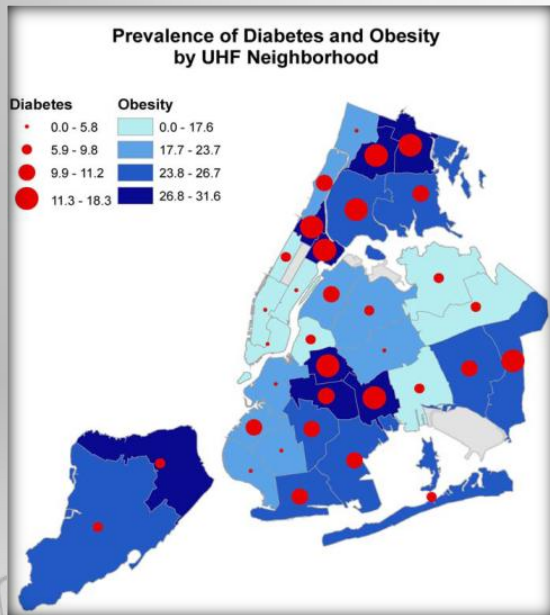 Prevalence of Diabetes and Obesity
by UHF Neighborhood
Diabetes
0.0 - 5.8
5.9 - 9.8
9.9 - 11.2
11.3 - 18.3
Obesity
0.0 - 17.6
17.7 - 23.7
23.8 - 26.7
26.8 - 31.6